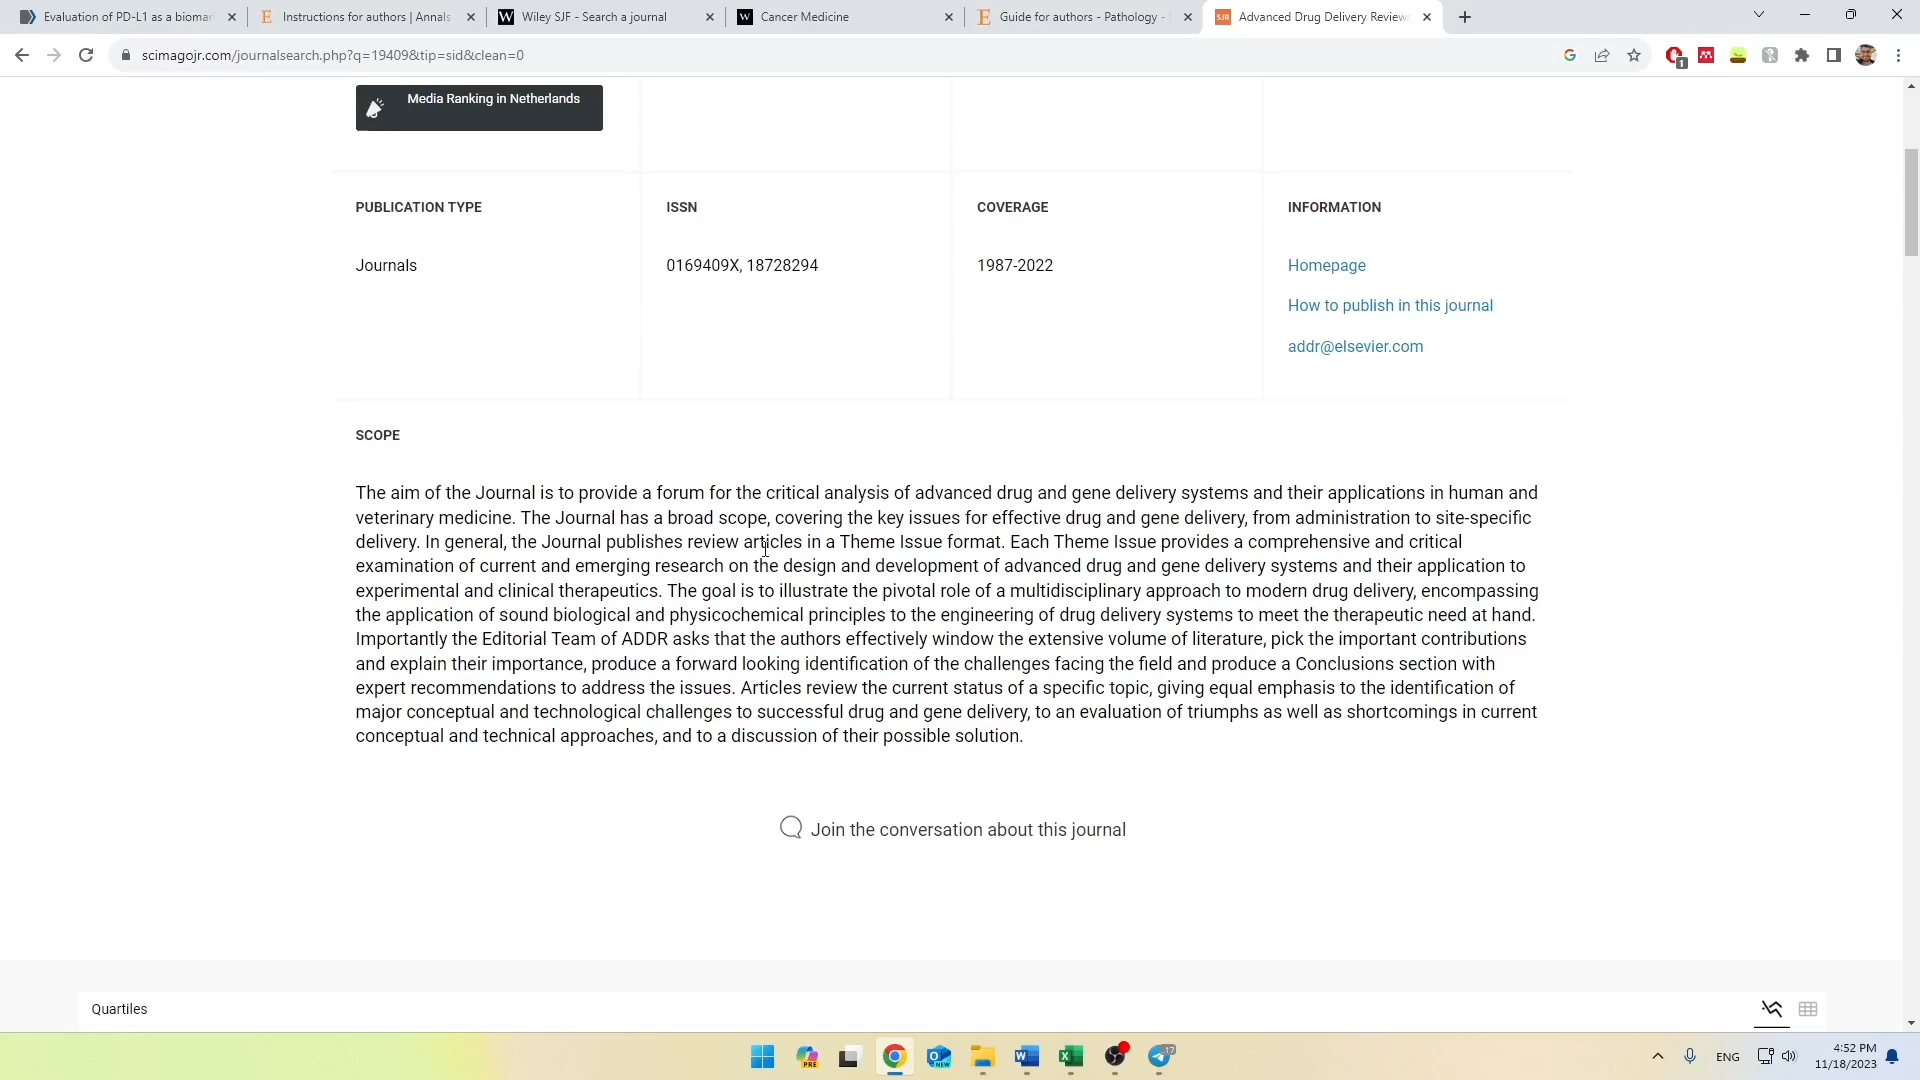 Evaluation of PD-L1 as a biomar
Instructions for authors | Annals
Wiley SJF - Search a journal
Cancer Medicine
Guide for authors - Pathology -
Advanced Drug Delivery Reviews
scimagojr.com/journalsearch.php?q=19409&tip=sid&clean=0
1
Media Ranking in Netherlands
PUBLICATION TYPE
ISSN
COVERAGE
INFORMATION
Journals
0169409X, 18728294
1987-2022
Homepage
How to publish in this journal
addr@elsevier.com
SCOPE
The aim of the Journal is to provide a forum for the critical analysis of advanced drug and gene delivery systems and their applications in human and
veterinary medicine. The Journal has a broad scope, covering the key issues for effective drug and gene delivery, from administration to site-specific
delivery. In general, the Journal publishes review articles in a Theme Issue format. Each Theme Issue provides a comprehensive and critical
examination of current and emerging research on the design and development of advanced drug and gene delivery systems and their application to
experimental and clinical therapeutics. The goal is to illustrate the pivotal role of a multidisciplinary approach to modern drug delivery, encompassing
the application of sound biological and physicochemical principles to the engineering of drug delivery systems to meet the therapeutic need at hand.
Importantly the Editorial Team of ADDR asks that the authors effectively window the extensive volume of literature, pick the important contributions
and explain their importance, produce a forward looking identification of the challenges facing the field and produce a Conclusions section with
expert recommendations to address the issues. Articles review the current status of a specific topic, giving equal emphasis to the identification of
major conceptual and technological challenges to successful drug and gene delivery, to an evaluation of triumphs as well as shortcomings in current
conceptual and technical approaches, and to a discussion of their possible solution.
Join the conversation about this journal
Quartiles
PRE
NEW
17
ENG
4:52 PM
11/18/2023